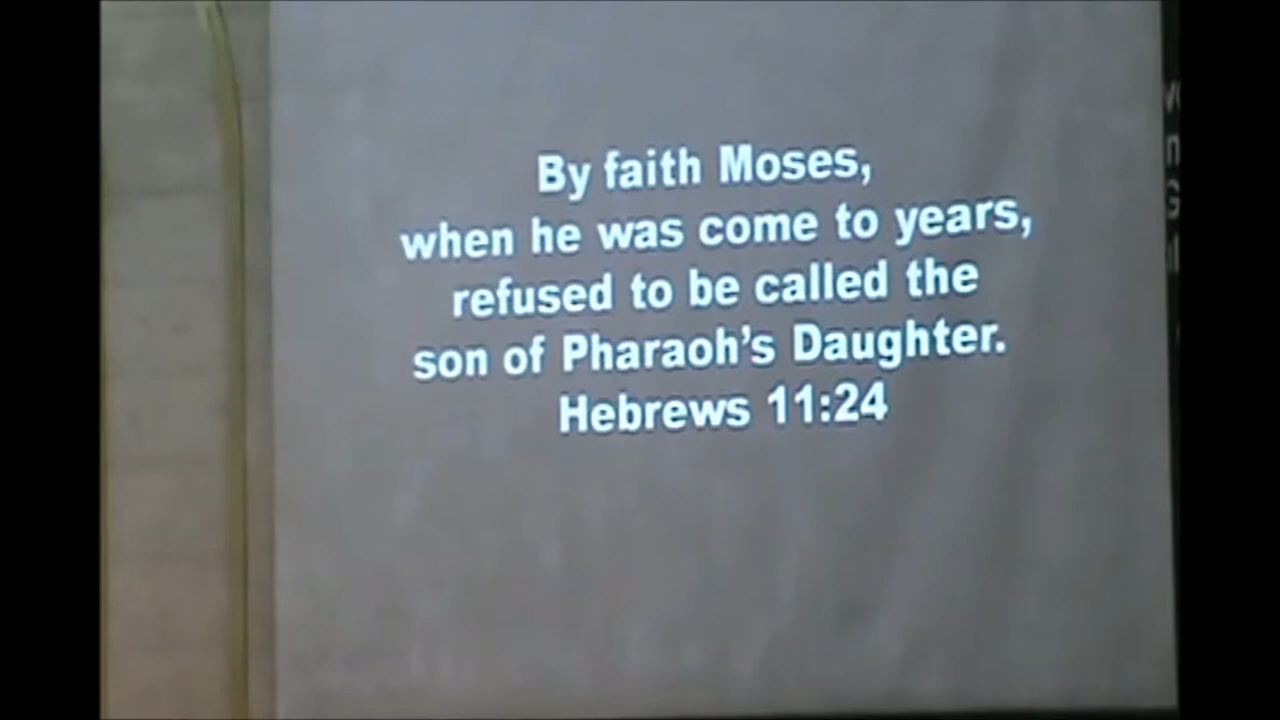 By faith Moses,
when he was come to years,
refused to be called the
son of Pharaoh's Daughter.
Hebrews 11:24